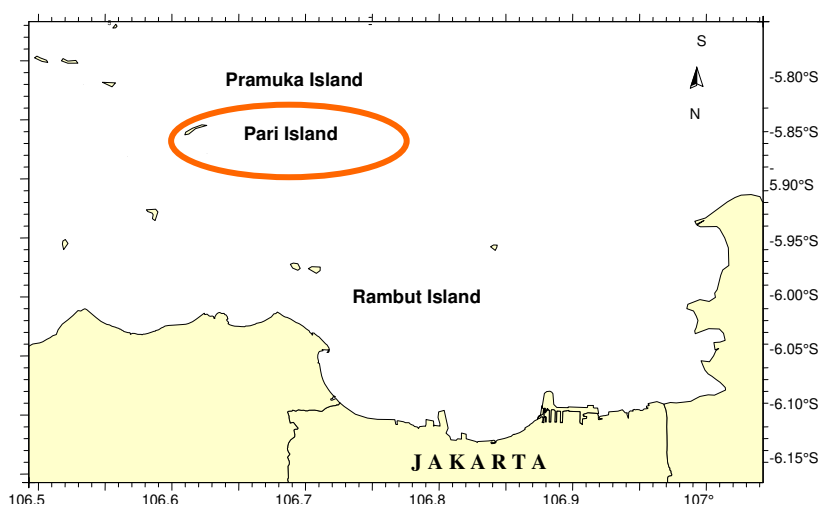 S
N
Pramuka Island
Pari Island
Rambut Island
JAKARTA
-5.80°S
-5.85°S
-
5.90°S
-5.95°S
-6.00°S
-6.05°S
-6.10°S
-6.15°S
106.5 106.6 106.7 106.8 106.9 107°